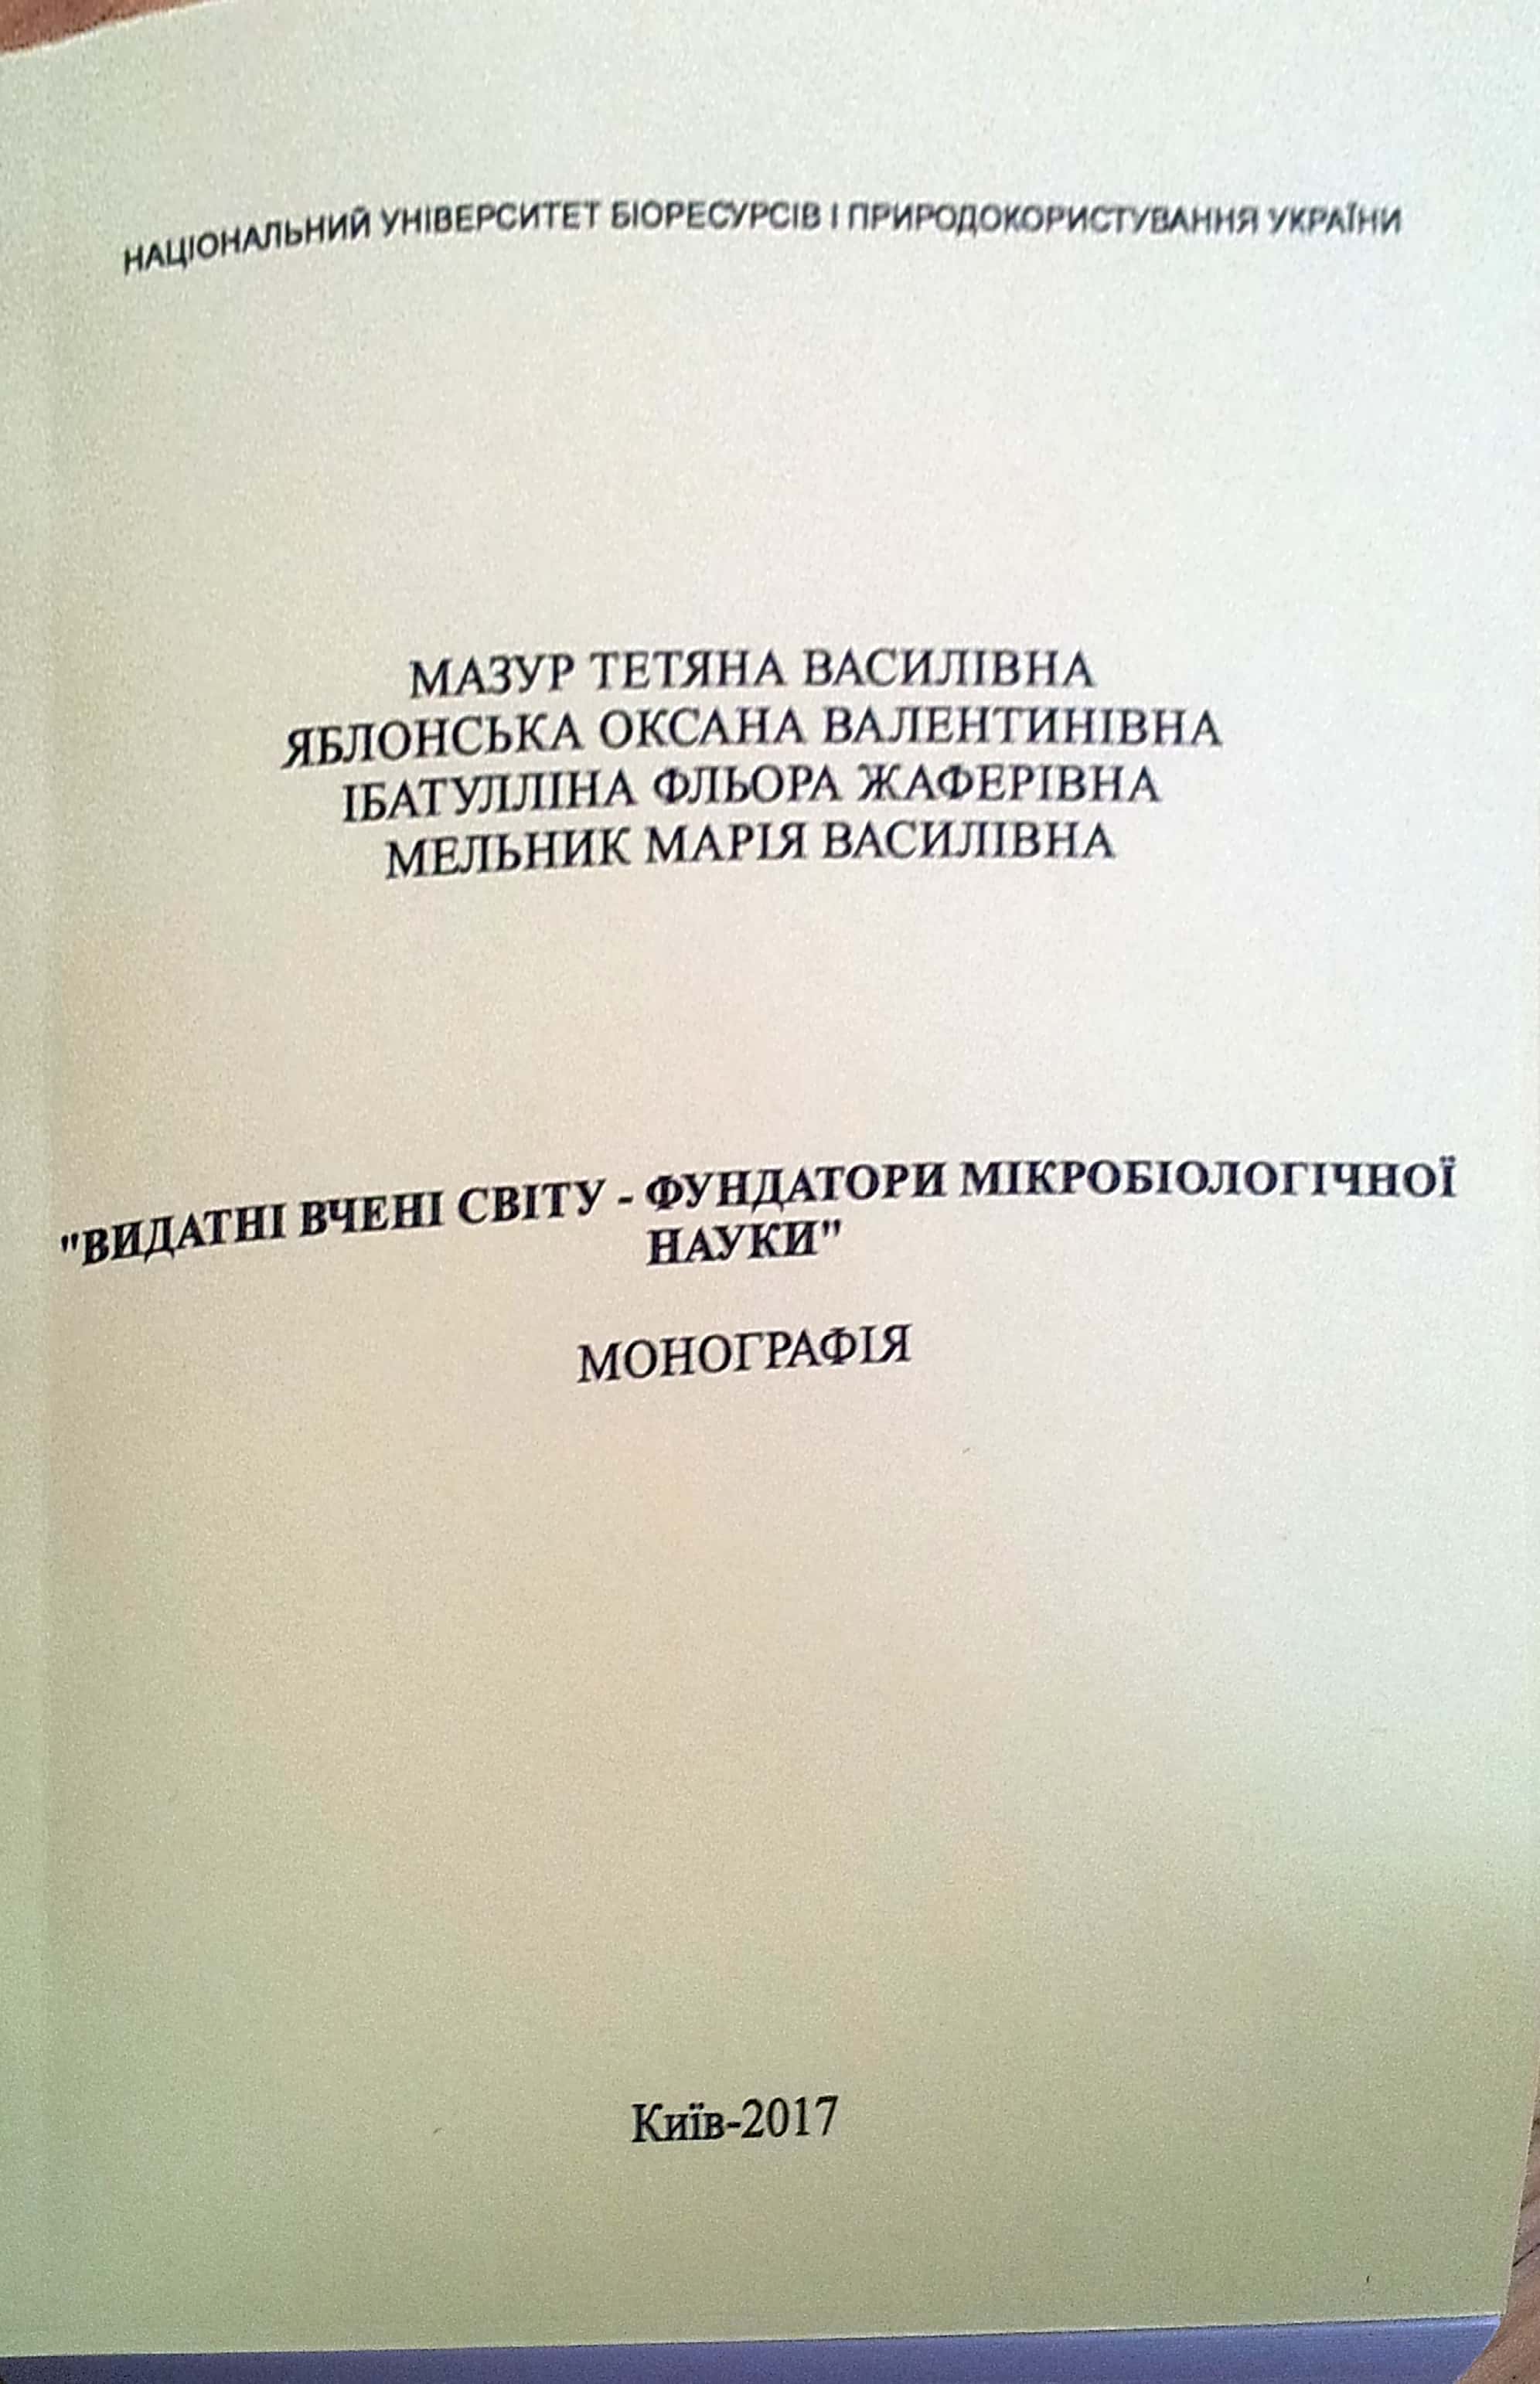 НАЦІОНАЛЬНИЙ УНІВЕРСИТЕТ БІОРЕСУРСІВ І ПРИРОДОКОРИСТУВАННЯ УКРАЇНИ
МАЗУР ТЕТЯНА ВАСИЛІВНА
ЯБЛОНСЬКА ОКСАНА ВАЛЕНТИНІВНА
ІБАТУЛЛІНА ФЛЬОРА ЖАФЕРІВНА
МЕЛЬНИК МАРІЯ ВАСИЛІВНА
"ВИДАТНІ ВЧЕНІ СВІТУ - ФУНДАТОРИ МІКРОБІОЛОГІЧНОЇ
НАУКИ"
МОНОГРАФІЯ
Київ-2017